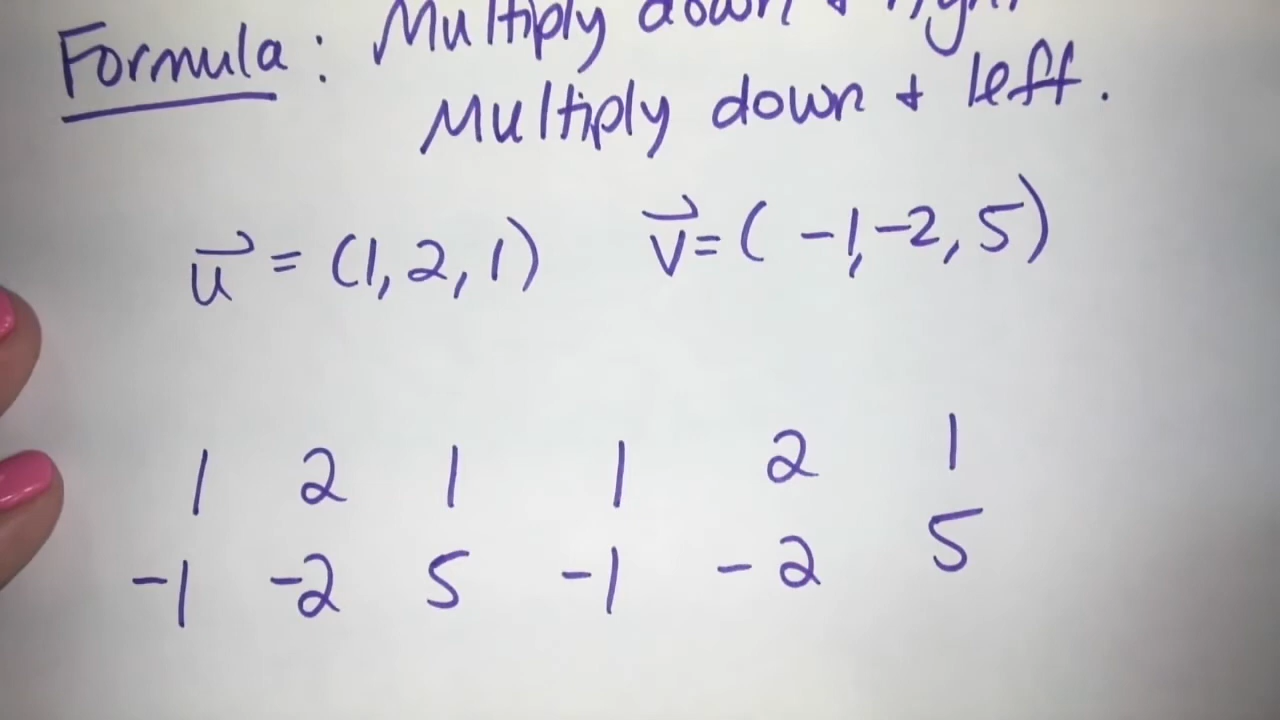 Formula: Multiply down + right
Multiply down + left.
u = (1, 2, 1) v = (-1, -2, 5)
1 2 1 1 2 1
-1 -2 5 -1 -2 5